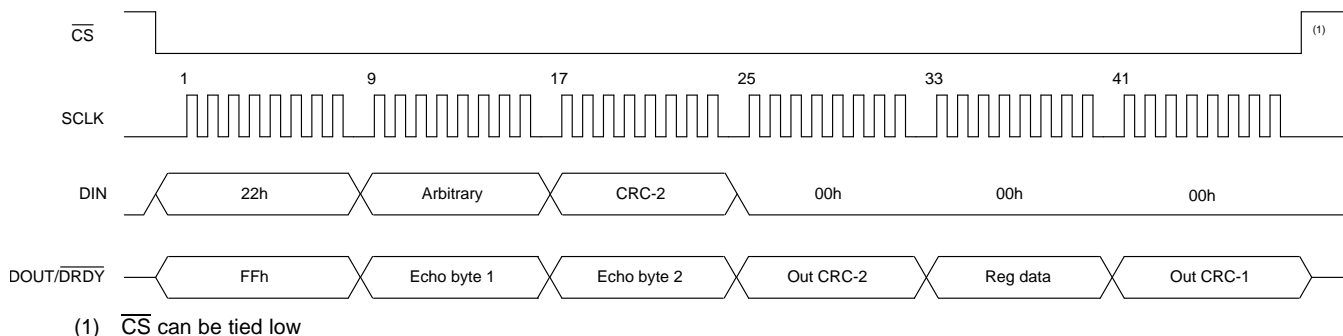 CS
(1)
1 9 17 25 33 41
SCLK
DIN 22h Arbitrary CRC-2 00h 00h 00h
DOUT/DRDY FFh Echo byte 1 Echo byte 2 Out CRC-2 Reg data Out CRC-1
(1) CS can be tied low